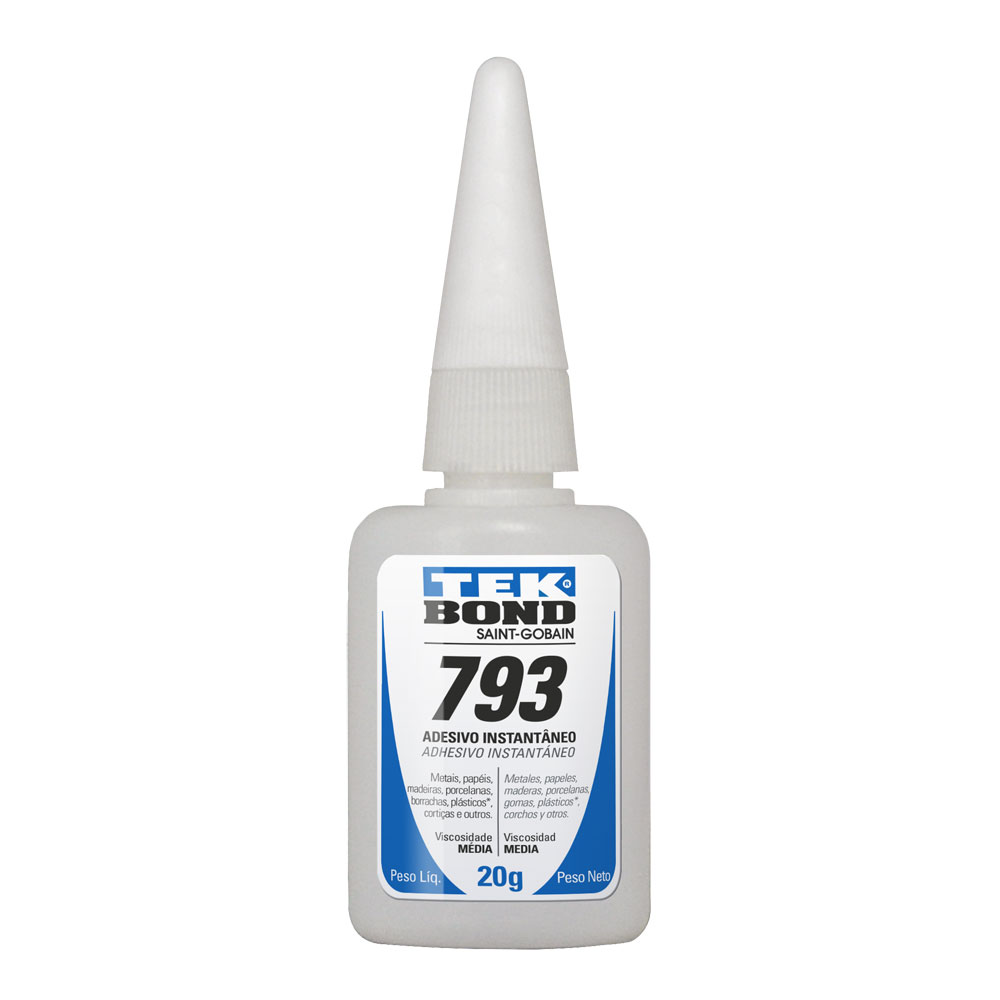 TEK®
BOND
SAINT-GOBAIN
793
ADESIVO INSTANTÂNEO
ADHESIVO INSTANTÁNEO
Metais, papéis,
madeiras, porcelanas,
borrachas, plásticos*,
cortiças e outros.
Metales, papeles,
maderas, porcelanas,
gomas, plásticos*,
corchos y otros.
Viscosidade
MÉDIA
Viscosidad
MEDIA
Peso Líq. 20g Peso Neto